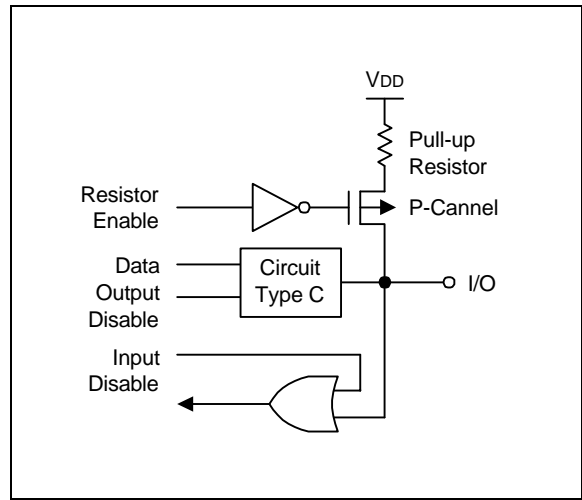 VDD
Pull-up
Resistor
Resistor
Enable
P-Cannel
Data
Output
Disable
Circuit
Type C
I/O
Input
Disable